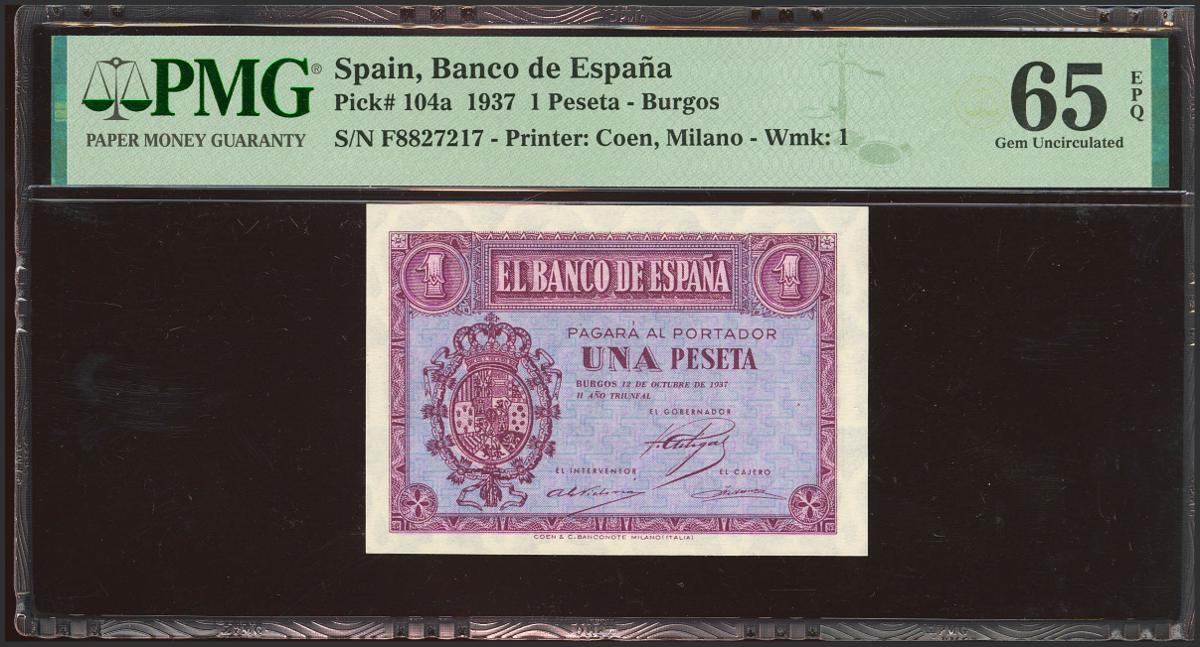 PMG®
PAPER MONEY GUARANTY
Spain, Banco de España
Pick# 104a 1937 1 Peseta - Burgos
S/N F8827217 - Printer: Coen, Milano - Wmk: 1
65 EPQ
Gem Uncirculated
1 EL BANCO DE ESPAÑA 1
PAGARÁ AL PORTADOR
UNA PESETA
BURGOS 12 DE OCTUBRE DE 1937
II AÑO TRIUNFAL
EL GOBERNADOR
EL INTERVENTOR EL CAJERO
COEN & C. BANCONOTE MILANO (ITALIA)